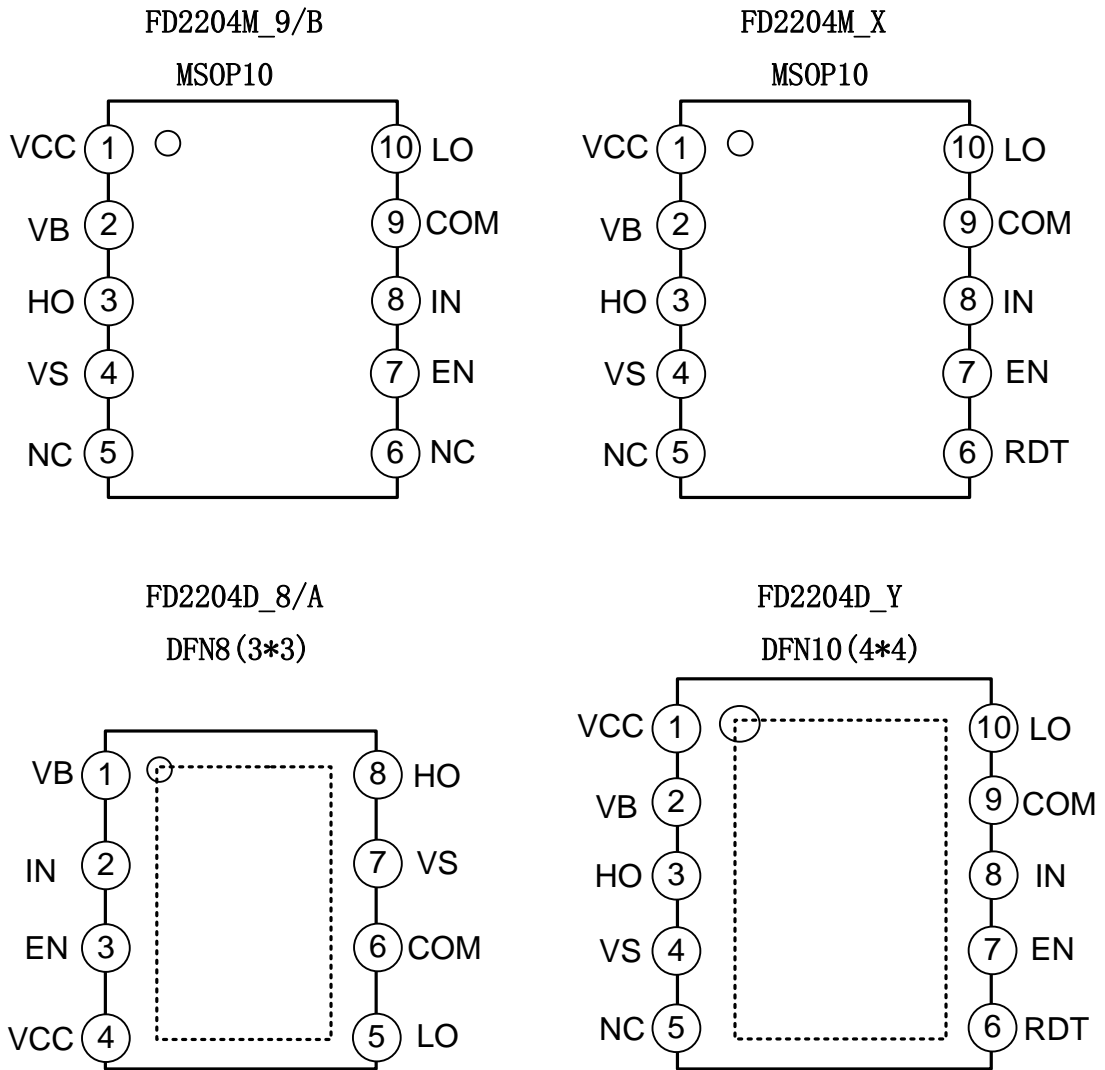 FD2204M_9/B
MSOP10
VCC 1 10 LO
VB 2 9 COM
HO 3 8 IN
VS 4 7 EN
NC 5 6 NC
FD2204M_X
MSOP10
VCC 1 10 LO
VB 2 9 COM
HO 3 8 IN
VS 4 7 EN
NC 5 6 RDT
FD2204D_8/A
DFN8(3*3)
VB 1 8 HO
IN 2 7 VS
EN 3 6 COM
VCC 4 5 LO
FD2204D_Y
DFN10(4*4)
VCC 1 10 LO
VB 2 9 COM
HO 3 8 IN
VS 4 7 EN
NC 5 6 RDT